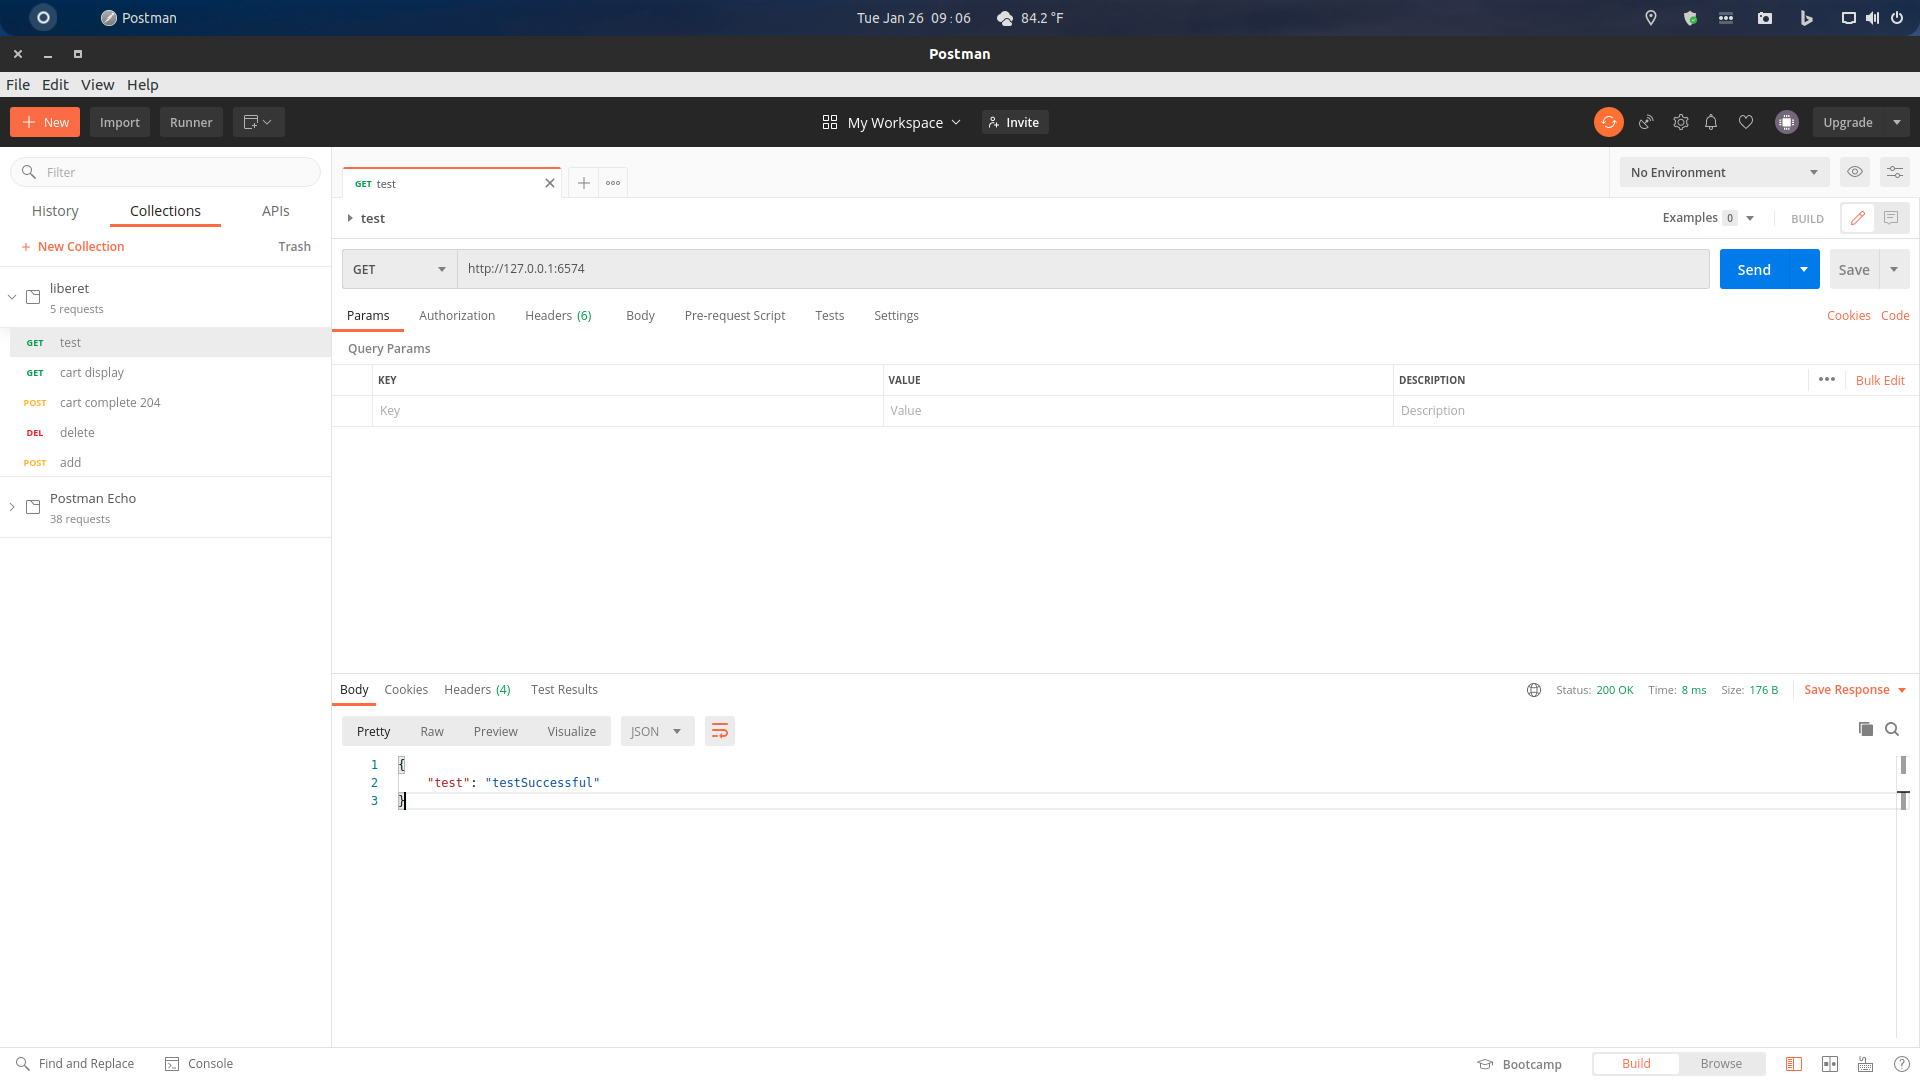 Postman
Tue Jan 26 09:06
84.2 °F
Postman
File Edit View Help
New
Import
Runner
My Workspace
Invite
Upgrade
Filter
History
Collections
APIs
New Collection
Trash
liberet
5 requests
GET test
GET cart display
POST cart complete 204
DEL delete
POST add
Postman Echo
38 requests
GET test
No Environment
test
Examples 0
BUILD
GET
http://127.0.0.1:6574
Send
Save
Params
Authorization
Headers (6)
Body
Pre-request Script
Tests
Settings
Cookies
Code
Query Params
KEY
VALUE
DESCRIPTION
Bulk Edit
Key
Value
Description
Body
Cookies
Headers (4)
Test Results
Status: 200 OK
Time: 8 ms
Size: 176 B
Save Response
Pretty
Raw
Preview
Visualize
JSON
1 {
2 "test": "testSuccessful"
3 }
Find and Replace
Console
Bootcamp
Build
Browse